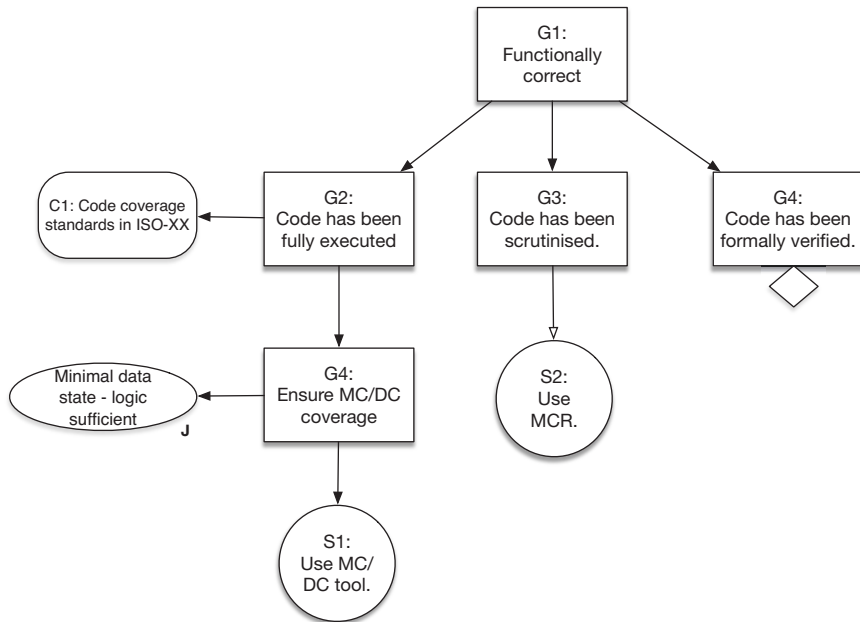 G1:
Functionally
correct
C1: Code coverage
standards in ISO-XX
G2:
Code has been
fully executed
G3:
Code has been
scrutinised.
G4:
Code has been
formally verified.
Minimal data
state - logic
sufficient
J
G4:
Ensure MC/DC
coverage
S2:
Use
MCR.
S1:
Use MC/
DC tool.